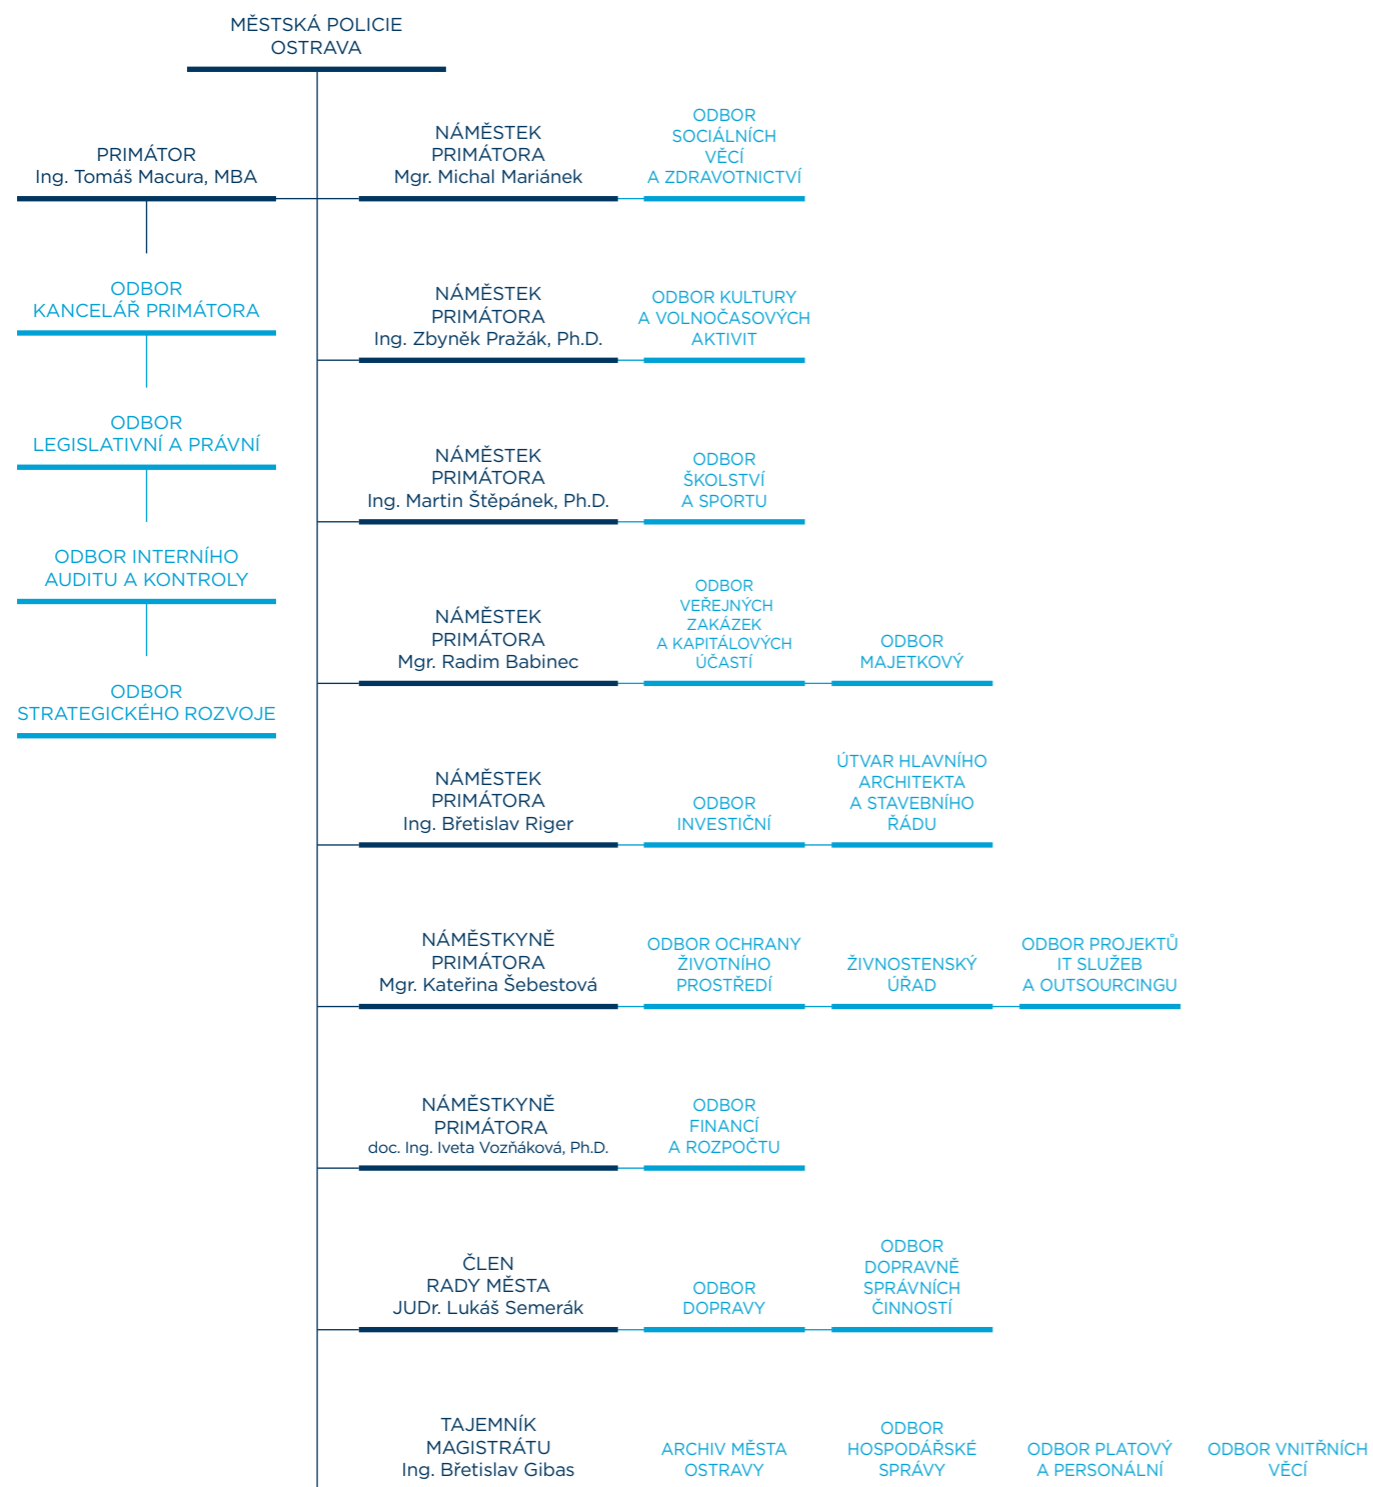 MĚSTSKÁ POLICIE
OSTRAVA
PRIMÁTOR
Ing. Tomáš Macura, MBA
NÁMĚSTEK
PRIMÁTORA
Mgr. Michal Mariánek
ODBOR
SOCIÁLNÍCH
VĚCÍ
A ZDRAVOTNICTVÍ
ODBOR
KANCELÁŘ PRIMÁTORA
NÁMĚSTEK
PRIMÁTORA
Ing. Zbyněk Pražák, Ph.D.
ODBOR KULTURY
A VOLNOČASOVÝCH
AKTIVIT
ODBOR
LEGISLATIVNÍ A PRÁVNÍ
NÁMĚSTEK
PRIMÁTORA
Ing. Martin Štěpánek, Ph.D.
ODBOR
ŠKOLSTVÍ
A SPORTU
ODBOR INTERNÍHO
AUDITU A KONTROLY
NÁMĚSTEK
PRIMÁTORA
Mgr. Radim Babinec
ODBOR
VEŘEJNÝCH
ZAKÁZEK
A KAPITÁLOVÝCH
ÚČASTÍ
ODBOR
MAJETKOVÝ
ODBOR
STRATEGICKÉHO ROZVOJE
NÁMĚSTEK
PRIMÁTORA
Ing. Břetislav Riger
ODBOR
INVESTIČNÍ
ÚTVAR HLAVNÍHO
ARCHITEKTA
A STAVEBNÍHO
ŘÁDU
NÁMĚSTKYNĚ
PRIMÁTORA
Mgr. Kateřina Šebestová
ODBOR OCHRANY
ŽIVOTNÍHO
PROSTŘEDÍ
ŽIVNOSTENSKÝ
ÚŘAD
ODBOR PROJEKTŮ
IT SLUŽEB
A OUTSOURCINGU
NÁMĚSTKYNĚ
PRIMÁTORA
doc. Ing. Iveta Vozňáková, Ph.D.
ODBOR
FINANCÍ
A ROZPOČTU
ČLEN
RADY MĚSTA
JUDr. Lukáš Semerák
ODBOR
DOPRAVY
ODBOR
DOPRAVNĚ
SPRÁVNÍCH
ČINNOSTÍ
TAJEMNÍK
MAGISTRÁTU
Ing. Břetislav Gibas
ARCHIV MĚSTA
OSTRAVY
ODBOR
HOSPODÁŘSKÉ
SPRÁVY
ODBOR PLATOVÝ
A PERSONÁLNÍ
ODBOR VNITŘNÍCH
VĚCÍ